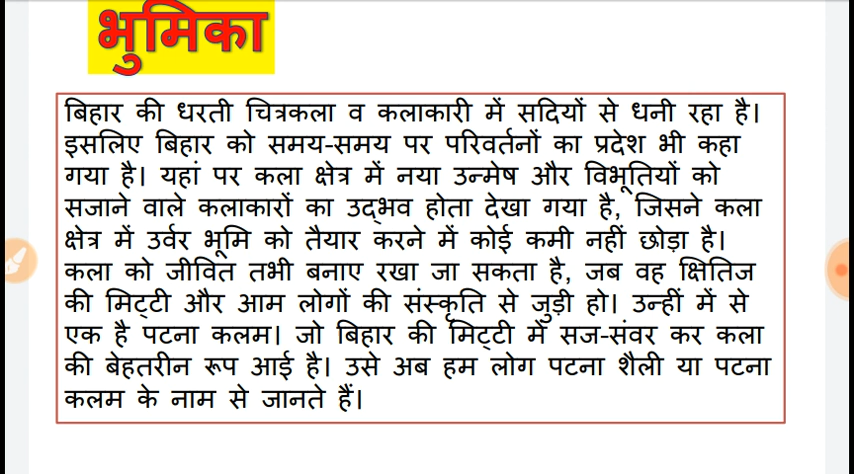 भुमिका
बिहार की धरती चित्रकला व कलाकारी में सदियों से धनी रहा है।
इसलिए बिहार को समय-समय पर परिवर्तनों का प्रदेश भी कहा
गया है। यहां पर कला क्षेत्र में नया उन्मेष और विभूतियों को
सजाने वाले कलाकारों का उद्भव होता देखा गया है, जिसने कला
क्षेत्र में उर्वर भूमि को तैयार करने में कोई कमी नहीं छोड़ा है।
कला को जीवित तभी बनाए रखा जा सकता है, जब वह क्षितिज
की मिट्टी और आम लोगों की संस्कृति से जुड़ी हो। उन्हीं में से
एक है पटना कलम। जो बिहार की मिट्टी में सज-संवर कर कला
की बेहतरीन रूप आई है। उसे अब हम लोग पटना शैली या पटना
कलम के नाम से जानते हैं।